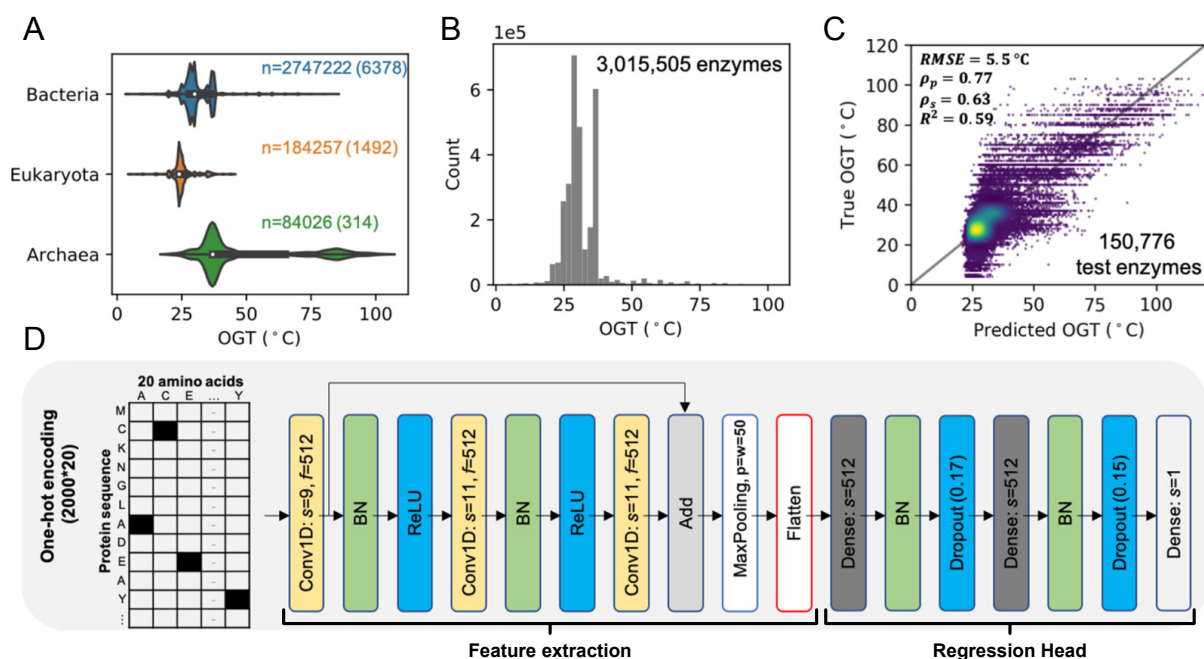 A
Bacteria
Eukaryota
Archaea
n=2747222 (6378)
n=184257 (1492)
n=84026 (314)
0 25 50 75 100
OGT (°C)
B
1e5
3,015,505 enzymes
Count
6
4
2
0
0 25 50 75 100
OGT (°C)
C
RMSE = 5.5 °C
ρp = 0.77
ρs = 0.63
R² = 0.59
True OGT (°C)
120
100
80
60
40
20
0
150,776
test enzymes
0 25 50 75 100
Predicted OGT (°C)
D
One-hot encoding
(2000*20)
20 amino acids
A C E ... Y
Protein sequence
M
C
K
N
G
L
A
D
E
A
Y
⋮
Conv1D: s=9, f=512
BN
ReLU
Conv1D: s=11, f=512
BN
ReLU
Conv1D: s=11, f=512
Add
MaxPooling, p=w=50
Flatten
Dense: s=512
BN
Dropout (0.17)
Dense: s=512
BN
Dropout (0.15)
Dense: s=1
Feature extraction
Regression Head